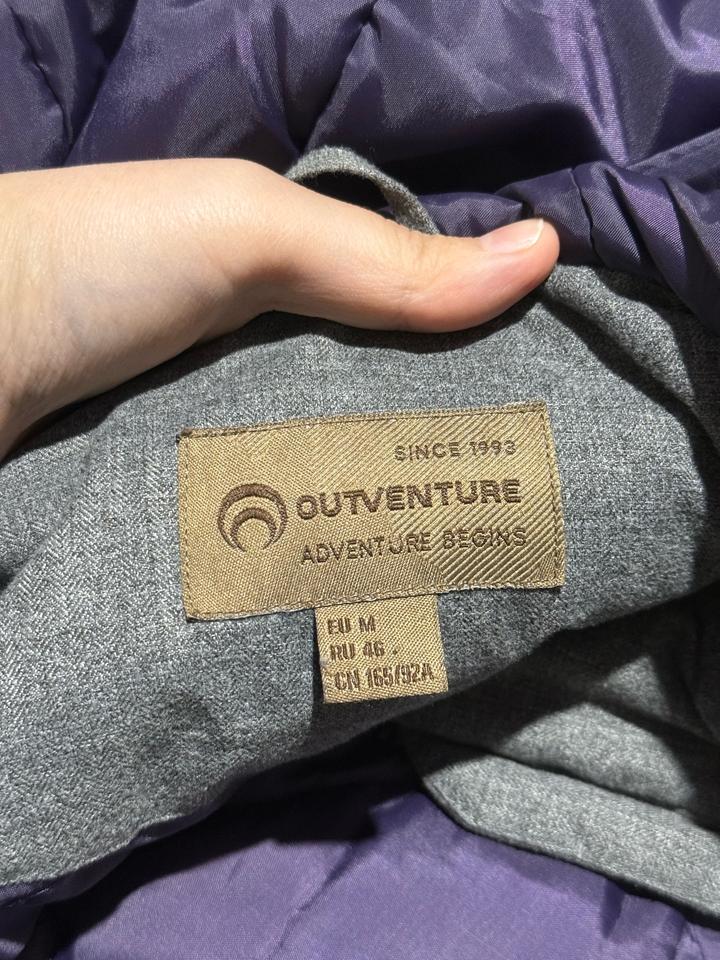 SINCE 1993
OUTVENTURE
ADVENTURE BEGINS
EU M
RU 46
CN 165/92A